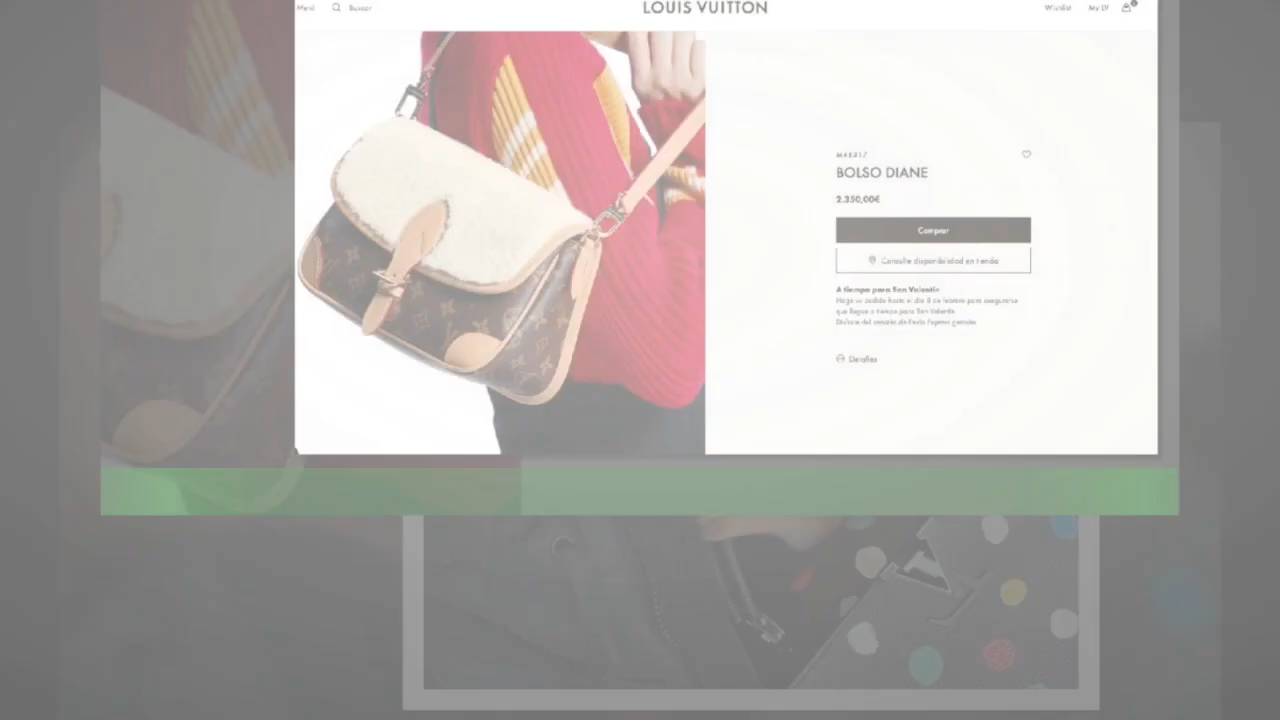 Menú
Buscar
LOUIS VUITTON
Wishlist
My LV
BOLSO DIANE
2.350,00€
Comprar
Consulte disponibilidad en tienda
A tiempo para San Valentín
Haga su pedido hasta el día 8 de febrero para asegurarse
que llegue a tiempo para San Valentín.
Detalles